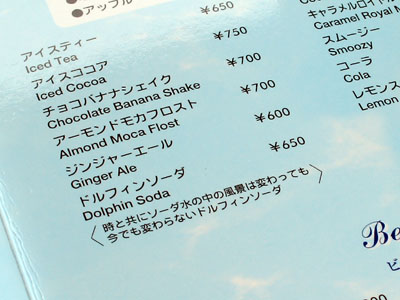 ●アップル
¥650
アイスティー
Iced Tea
¥750
アイスココア
Iced Cocoa
¥700
チョコバナナシェイク
Chocolate Banana Shake
¥700
アーモンドモカフロスト
Almond Moca Flost
¥600
ジンジャーエール
Ginger Ale
¥650
ドルフィンソーダ
Dolphin Soda
〈時と共にソーダ水の中の風景は変わっても
今でも変わらないドルフィンソーダ〉
キャラメルロイヤル
Caramel Royal
スムージー
Smoozy
コーラ
Cola
レモンス
Lemon
Be
ビ